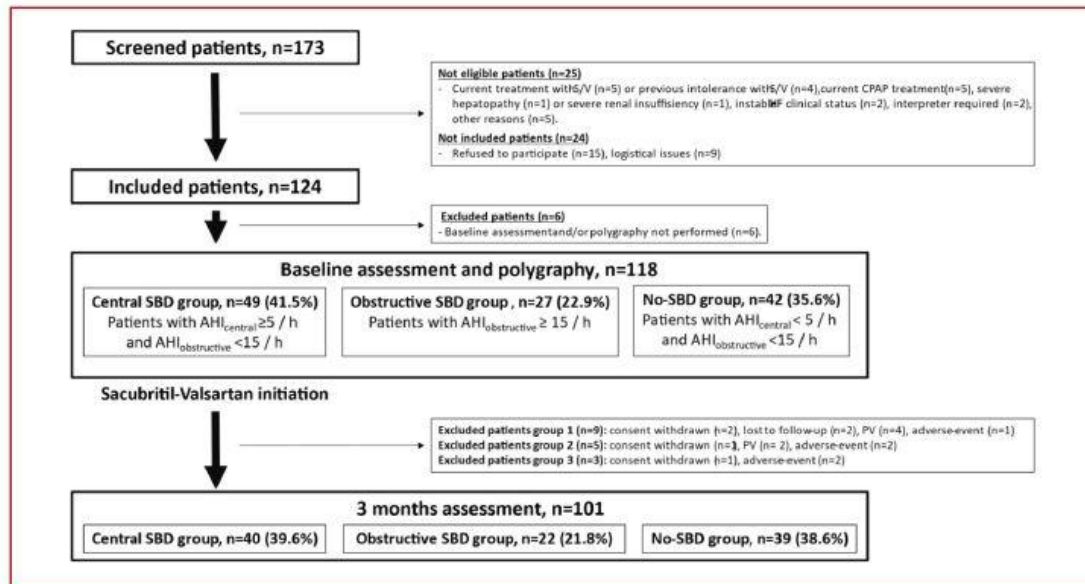 Screened patients, n=173
Not eligible patients (n=25)
- Current treatment with S/V (n=5) or previous intolerance with S/V (n=4),current CPAP treatment(n=5), severe
hepatopathy (n=1) or severe renal insufficiency (n=1), instable HF clinical status (n=2), interpreter required (n=2),
other reasons (n=5).
Not included patients (n=24)
- Refused to participate (n=15), logistical issues (n=9)
Included patients, n=124
Excluded patients (n=6)
- Baseline assessmentand/orpolygraphy not performed (n=6).
Baseline assessment and polygraphy, n=118
Central SBD group, n=49 (41.5%)
Patients with AHIcentral ≥5 / h
and AHIobstructive <15 / h
Obstructive SBD group , n=27 (22.9%)
Patients with AHIobstructive ≥ 15 / h
No-SBD group, n=42 (35.6%)
Patients with AHIcentral < 5 / h
and AHIobstructive <15 / h
Sacubritil-Valsartan initiation
Excluded patients group 1 (n=9): consent withdrawn (n=2), lost to follow-up (n=2), PV (n=4), adverse-event (n=1)
Excluded patients group 2 (n=5): consent withdrawn (n=1), PV (n= 2), adverse-event (n=2)
Excluded patients group 3 (n=3): consent withdrawn (n=1), adverse-event (n=2)
3 months assessment, n=101
Central SBD group, n=40 (39.6%)
Obstructive SBD group, n=22 (21.8%)
No-SBD group, n=39 (38.6%)